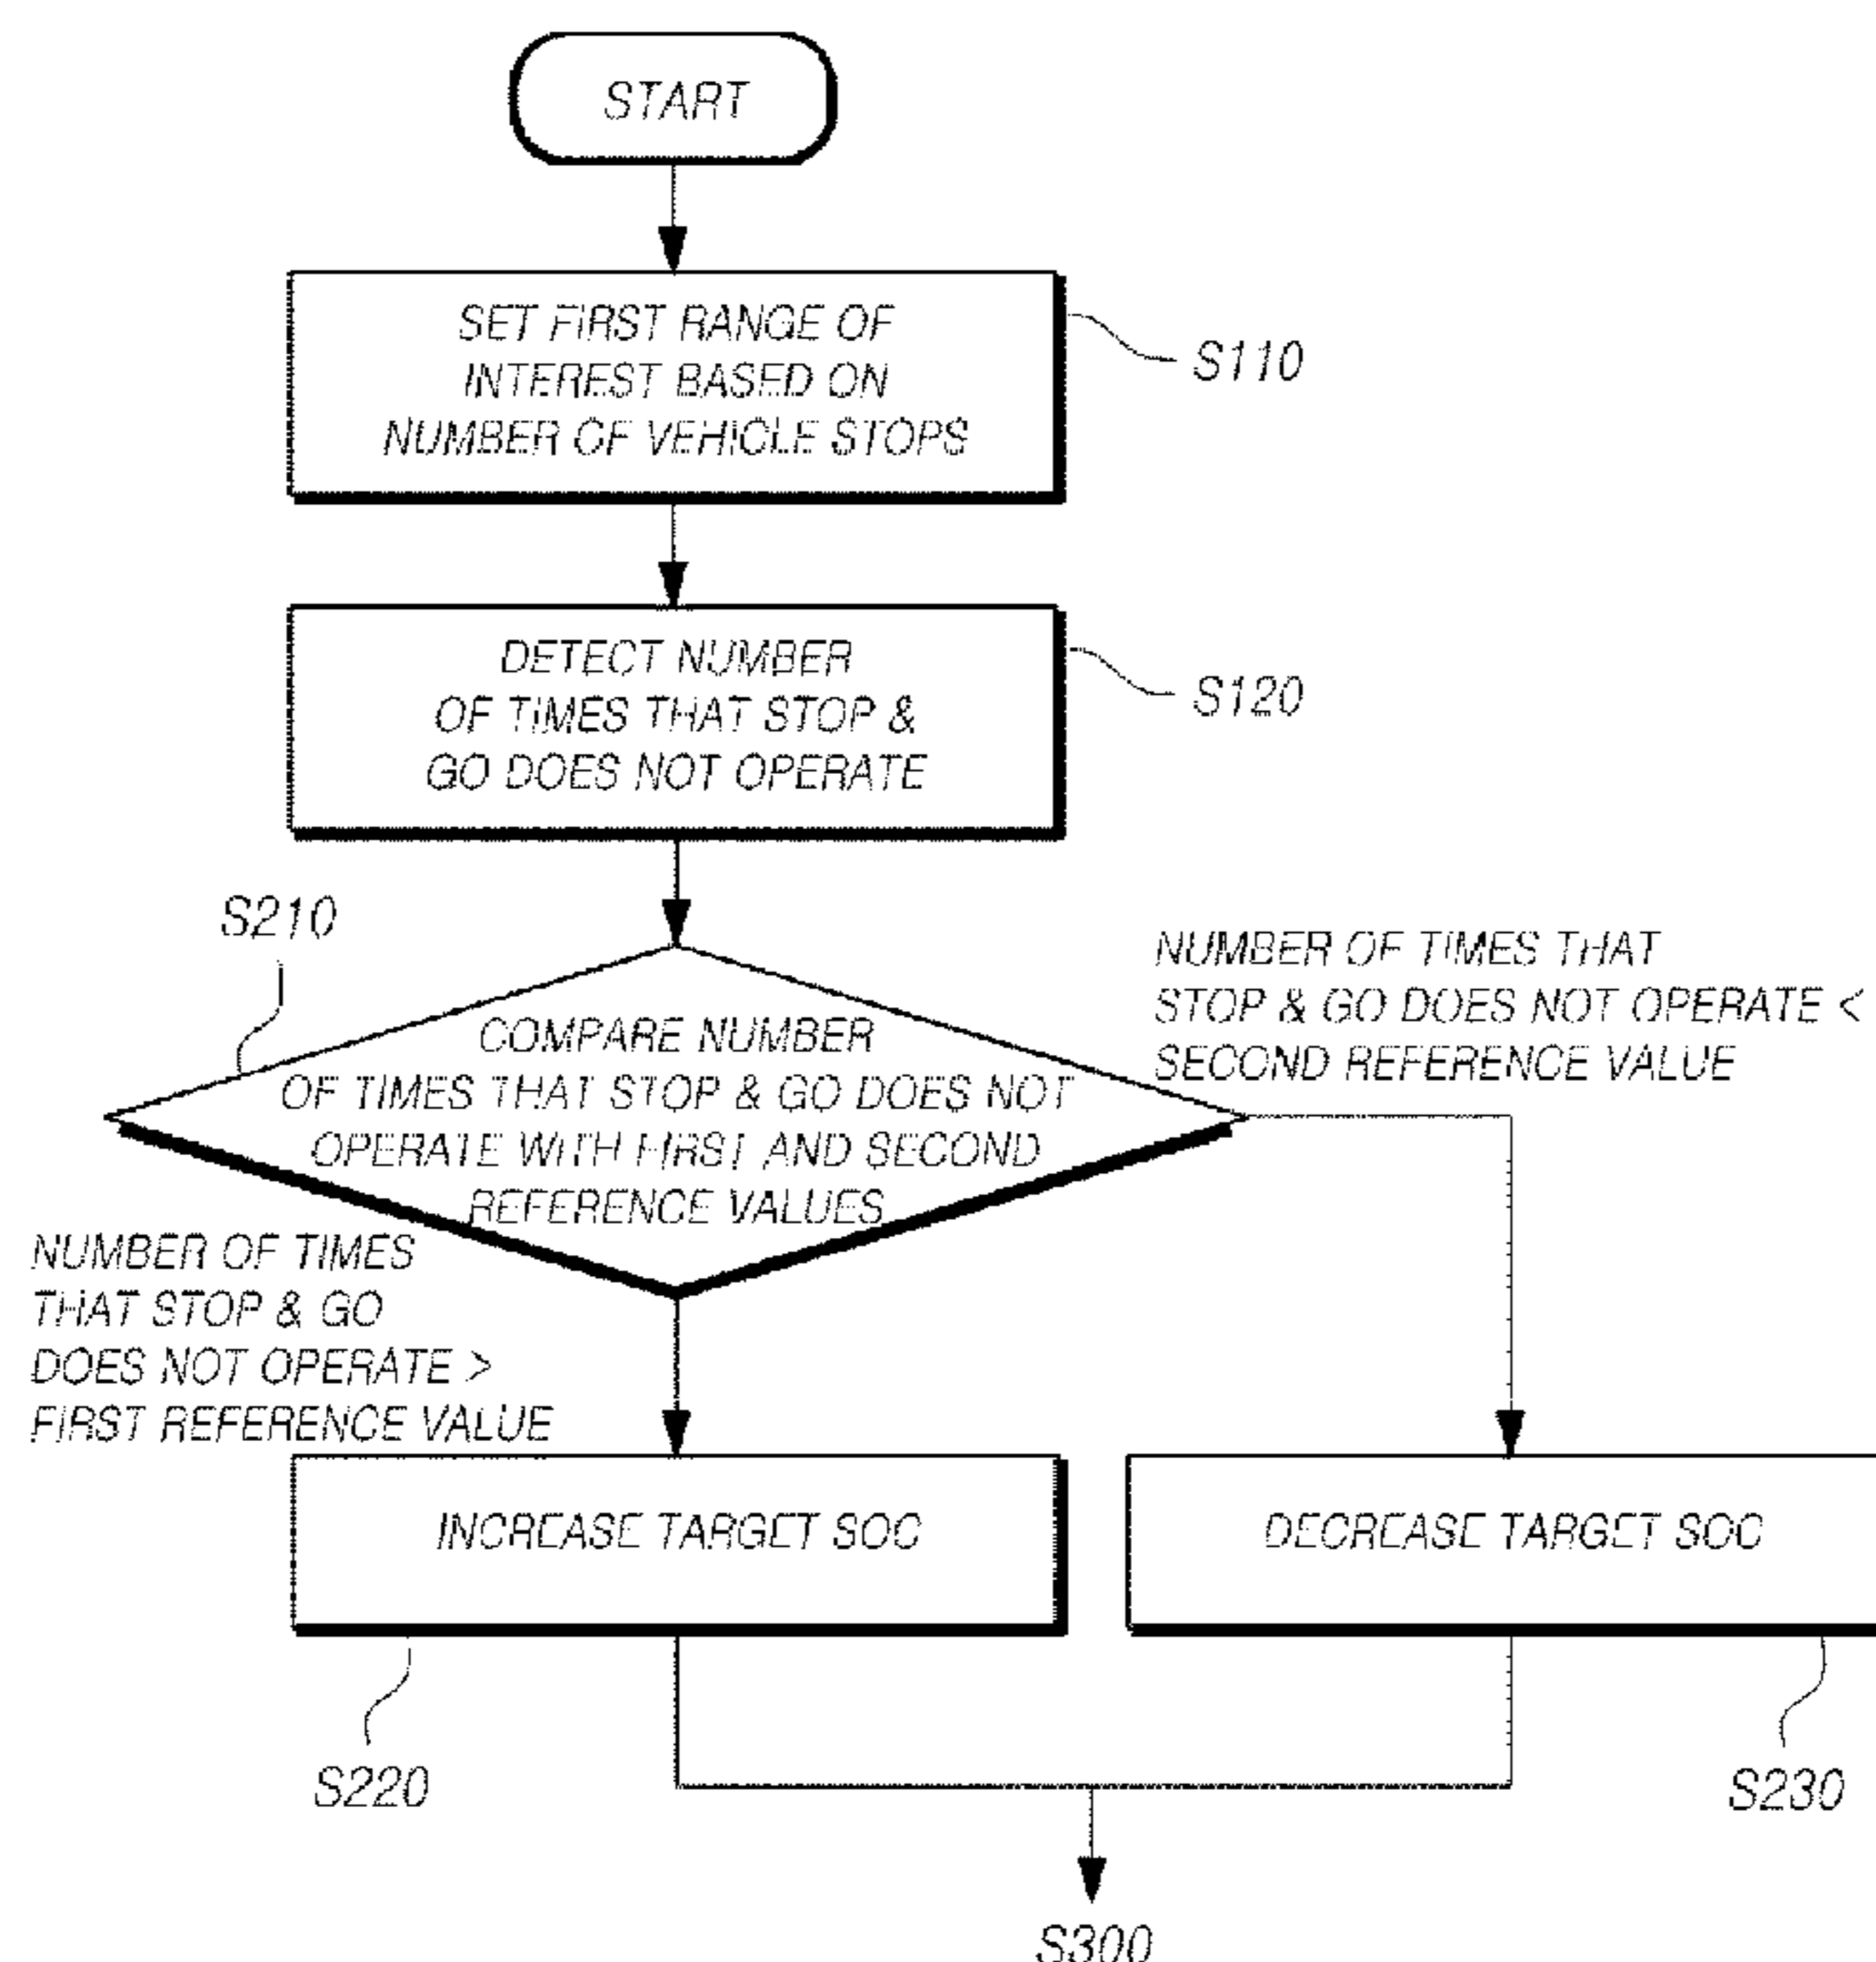 START
SET FIRST RANGE OF
INTEREST BASED ON
NUMBER OF VEHICLE STOPS
S110
DETECT NUMBER
OF TIMES THAT STOP &
GO DOES NOT OPERATE
S120
S210
COMPARE NUMBER
OF TIMES THAT STOP & GO DOES NOT
OPERATE WITH FIRST AND SECOND
REFERENCE VALUES
NUMBER OF TIMES THAT
STOP & GO DOES NOT OPERATE <
SECOND REFERENCE VALUE
NUMBER OF TIMES
THAT STOP & GO
DOES NOT OPERATE >
FIRST REFERENCE VALUE
INCREASE TARGET SOC
DECREASE TARGET SOC
S220
S230
S300